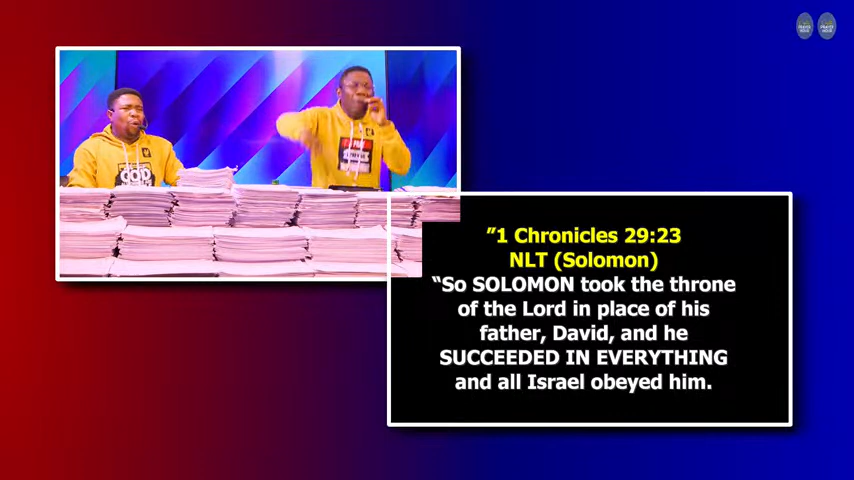 GOD
”1 Chronicles 29:23
NLT (Solomon)
“So SOLOMON took the throne
of the Lord in place of his
father, David, and he
SUCCEEDED IN EVERYTHING
and all Israel obeyed him.